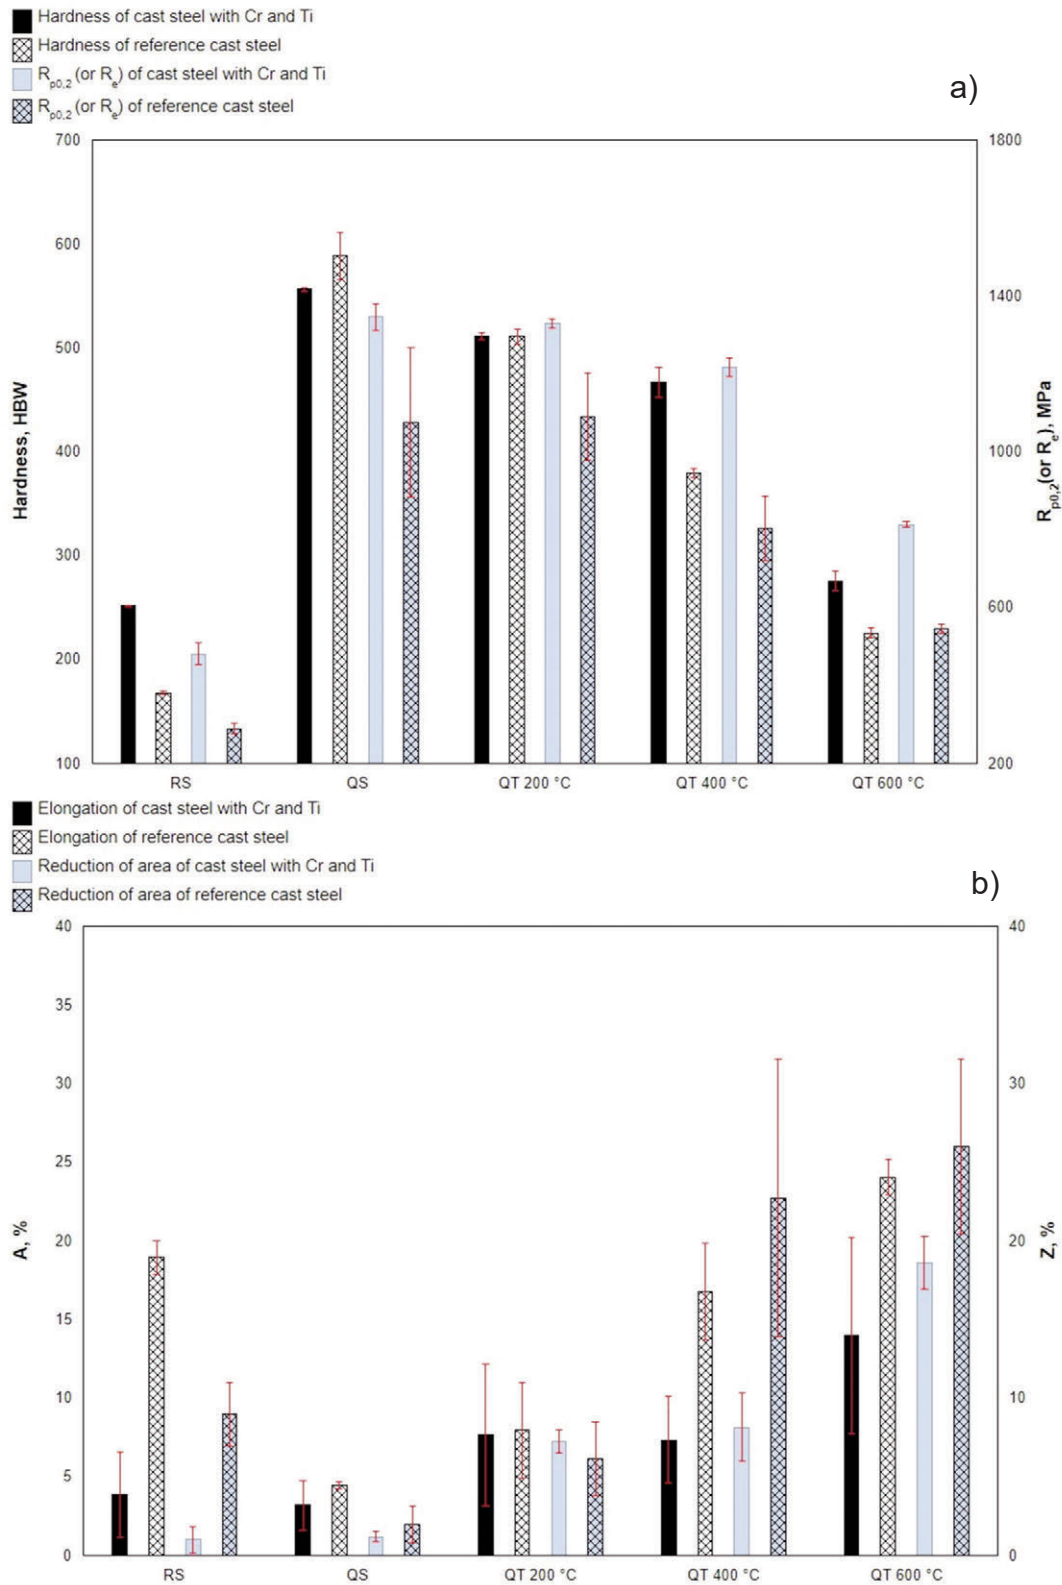 Hardness of cast steel with Cr and Ti
Hardness of reference cast steel
Rp0,2 (or Re) of cast steel with Cr and Ti
Rp0,2 (or Re) of reference cast steel
a)
700
600
500
400
300
200
100
Hardness, HBW
1800
1400
1000
600
200
Rp0,2(or Re), MPa
RS
QS
QT 200 °C
QT 400 °C
QT 600 °C
Elongation of cast steel with Cr and Ti
Elongation of reference cast steel
Reduction of area of cast steel with Cr and Ti
Reduction of area of reference cast steel
b)
40
35
30
25
20
15
10
5
0
A, %
40
30
20
10
0
Z, %
RS
QS
QT 200 °C
QT 400 °C
QT 600 °C